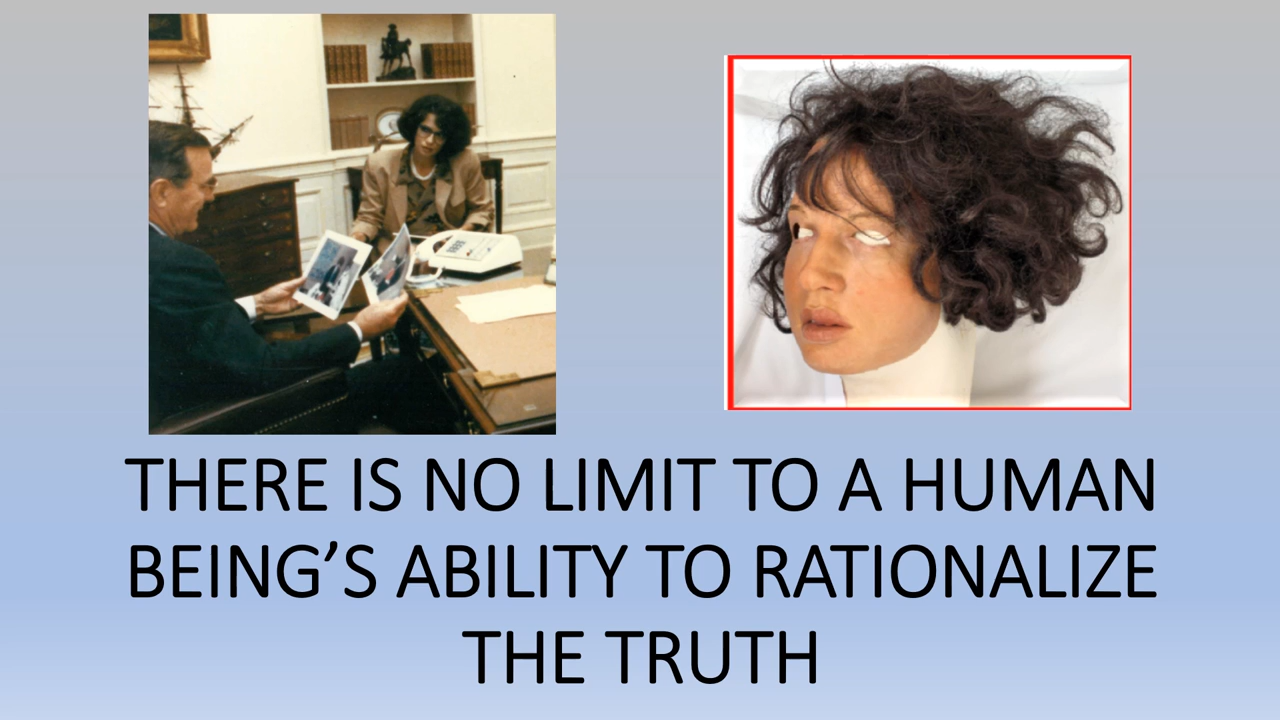 THERE IS NO LIMIT TO A HUMAN
BEING’S ABILITY TO RATIONALIZE
THE TRUTH